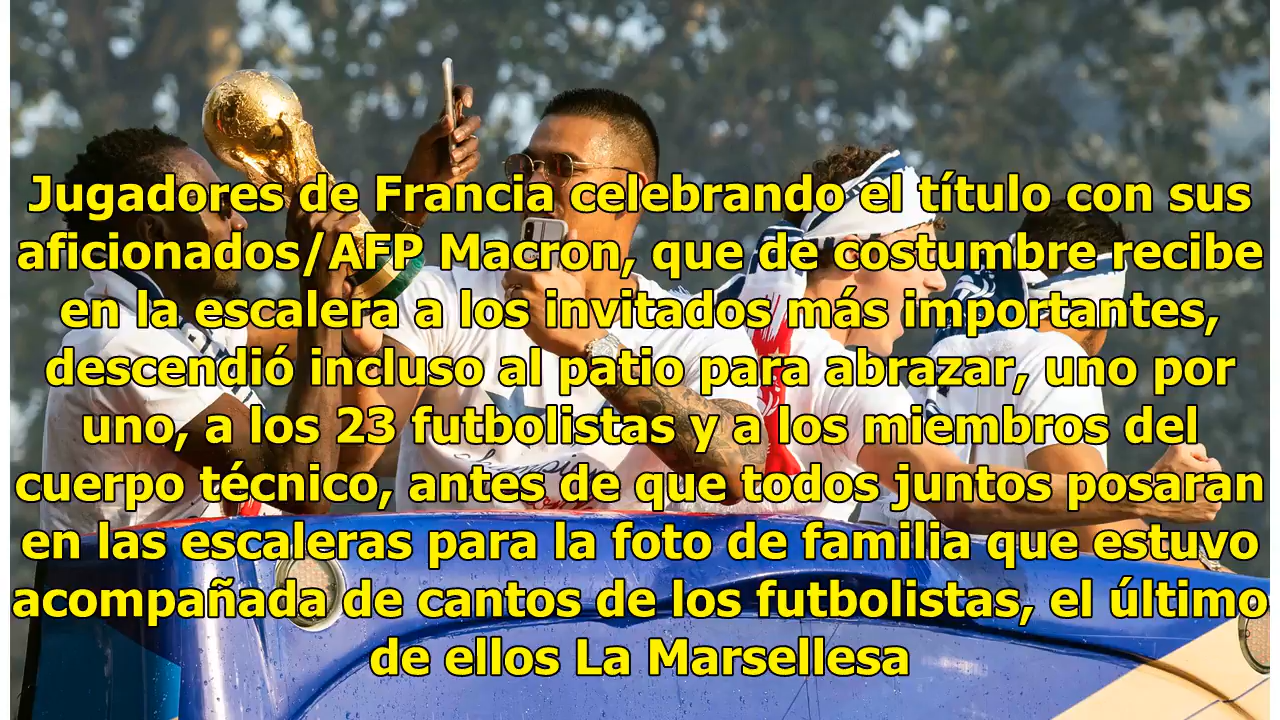 Jugadores de Francia celebrando el título con sus
aficionados/AFP Macron, que de costumbre recibe
en la escalera a los invitados más importantes,
descendió incluso al patio para abrazar, uno por
uno, a los 23 futbolistas y a los miembros del
cuerpo técnico, antes de que todos juntos posaran
en las escaleras para la foto de familia que estuvo
acompañada de cantos de los futbolistas, el último
de ellos La Marsellesa